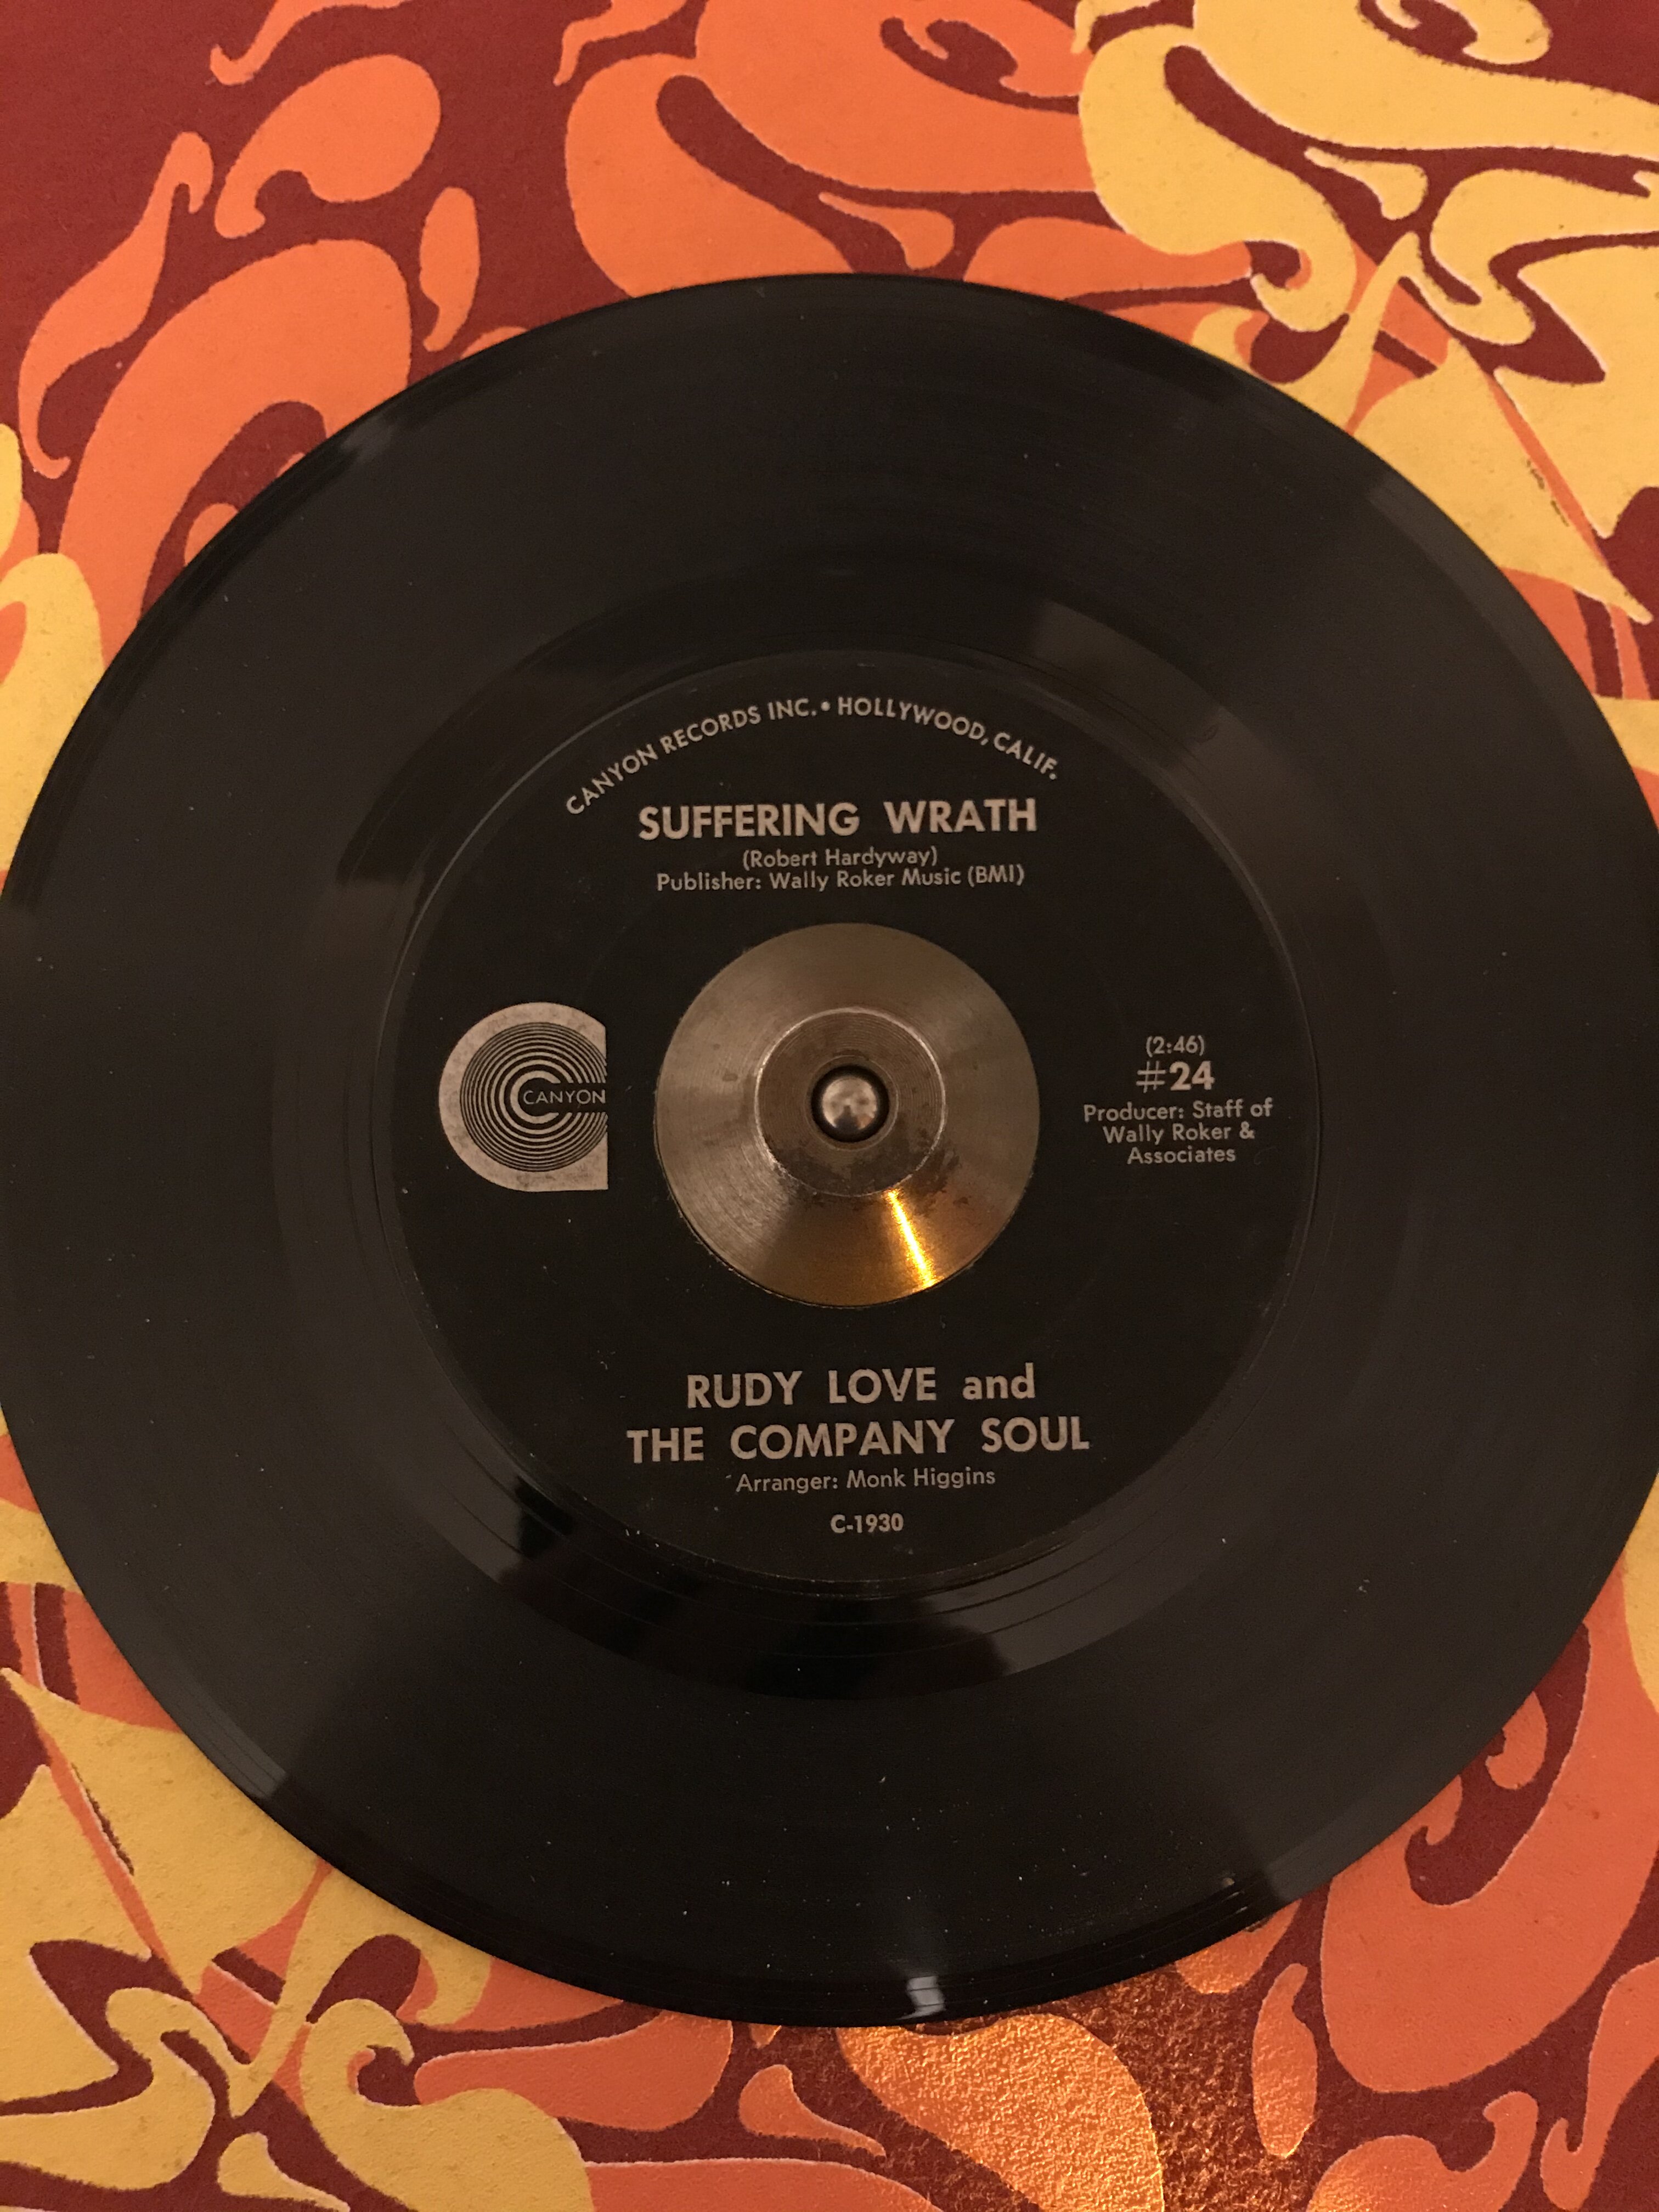 CANYON RECORDS INC. • HOLLYWOOD, CALIF.
SUFFERING WRATH
(Robert Hardyway)
Publisher: Wally Roker Music (BMI)
CANYON
(2:46)
#24
Producer: Staff of
Wally Roker &
Associates
RUDY LOVE and
THE COMPANY SOUL
Arranger: Monk Higgins
C-1930